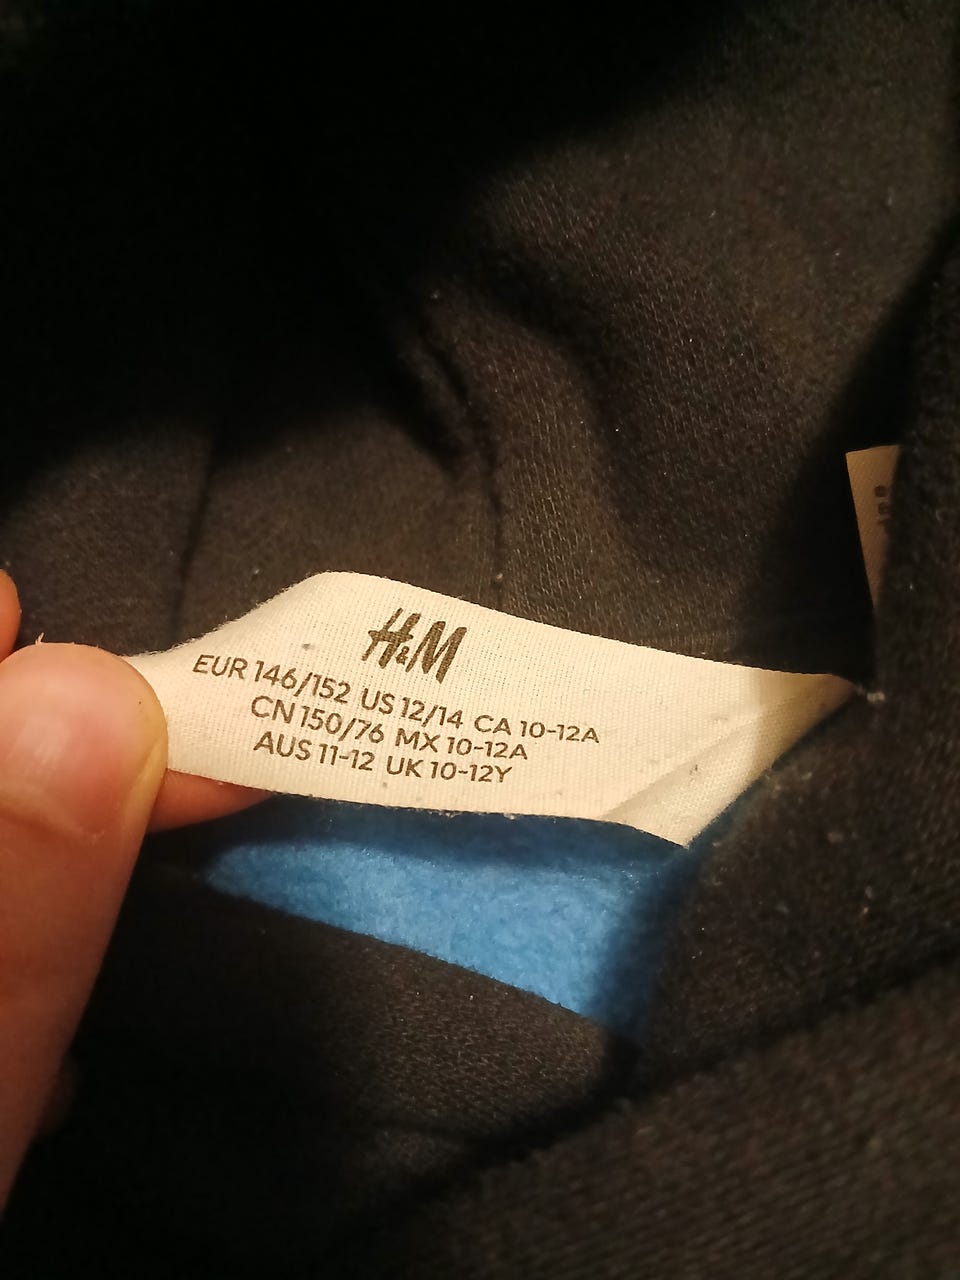 H&M
EUR 146/152 US 12/14 CA 10-12A
CN 150/76 MX 10-12A
AUS 11-12 UK 10-12Y